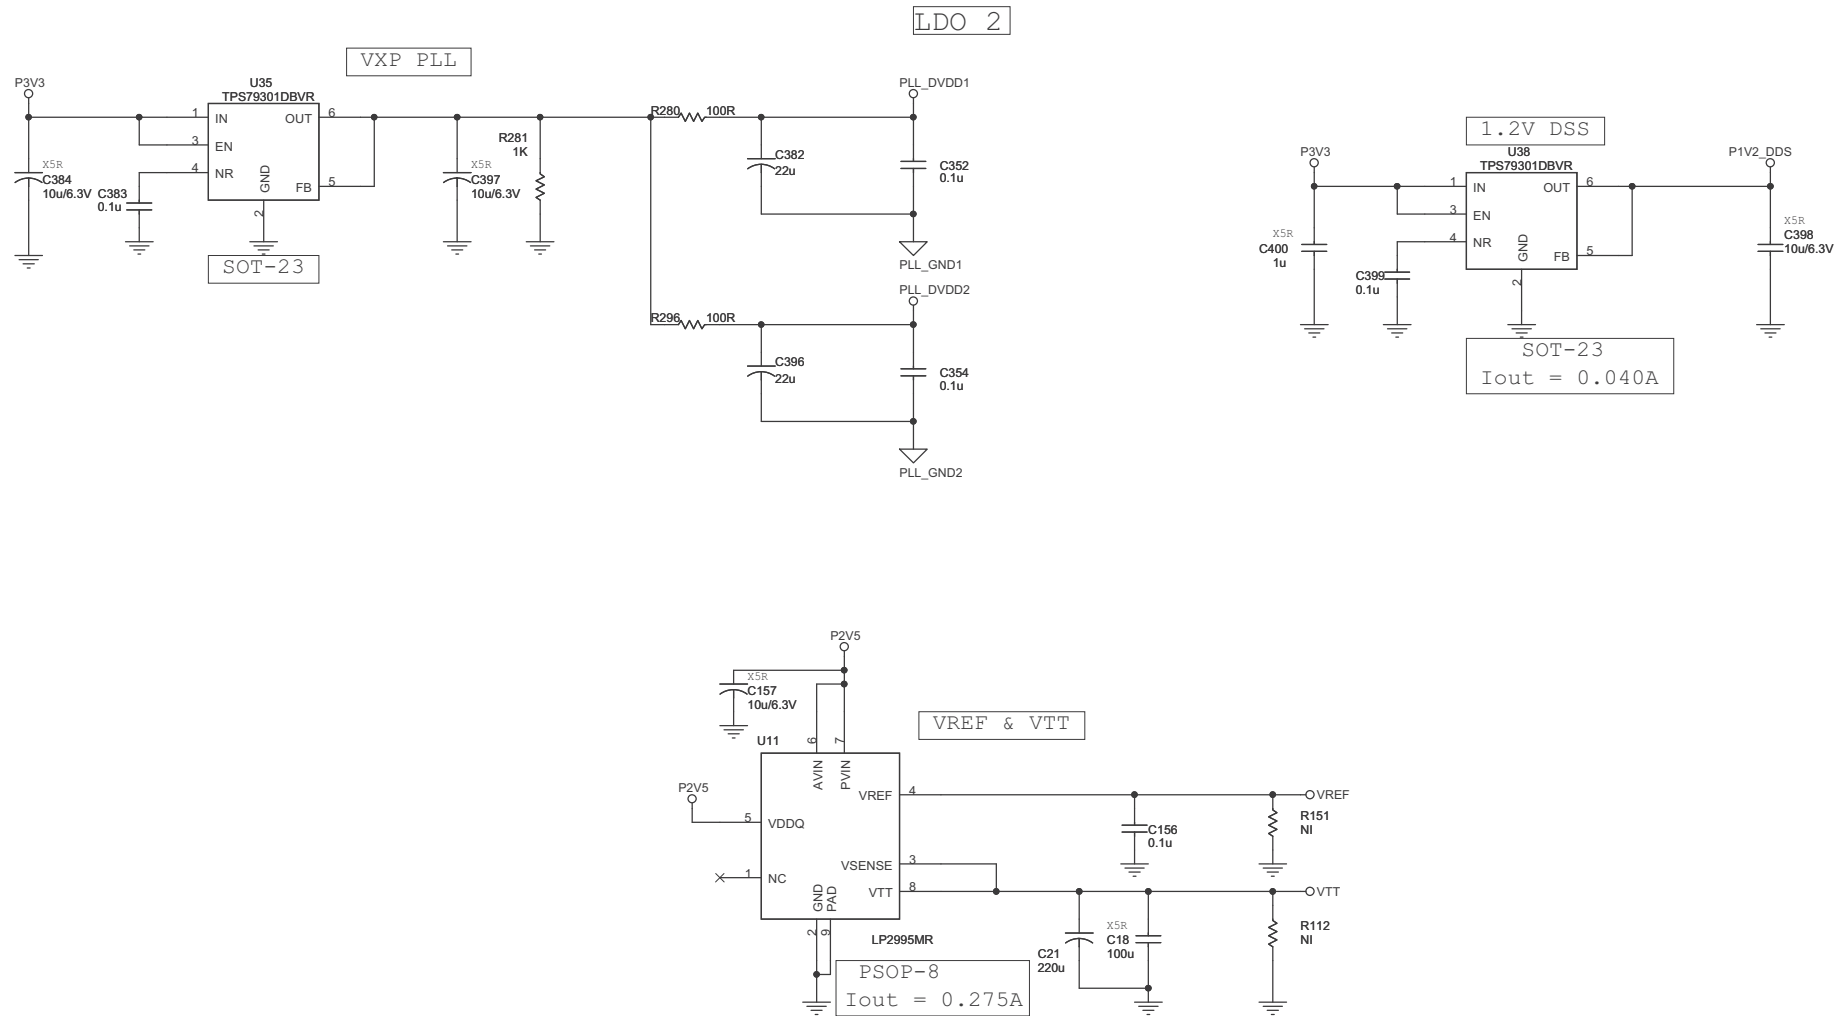 LDO 2
VXP PLL
P3V3
U35
TPS79301DBVR
1
IN
OUT
6
3
EN
4
NR
GND
FB
5
2
X5R
C384
10u/6.3V
C383
0.1u
SOT-23
X5R
C397
10u/6.3V
R281
1K
R280
100R
PLL_DVDD1
C382
22u
C352
0.1u
PLL_GND1
PLL_DVDD2
R296
100R
C396
22u
C354
0.1u
PLL_GND2
1.2V DSS
P3V3
U38
TPS79301DBVR
P1V2_DDS
1
IN
OUT
6
3
EN
4
NR
GND
FB
5
2
X5R
C400
1u
C399
0.1u
X5R
C398
10u/6.3V
SOT-23
Iout = 0.040A
P2V5
X5R
C157
10u/6.3V
VREF & VTT
U11
6
7
AVIN
PVIN
P2V5
VREF
4
VREF
5
VDDQ
C156
0.1u
R151
NI
VSENSE
3
1
NC
VTT
8
VTT
GND
PAD
2
9
LP2995MR
C21
220u
X5R
C18
100u
R112
NI
PSOP-8
Iout = 0.275A